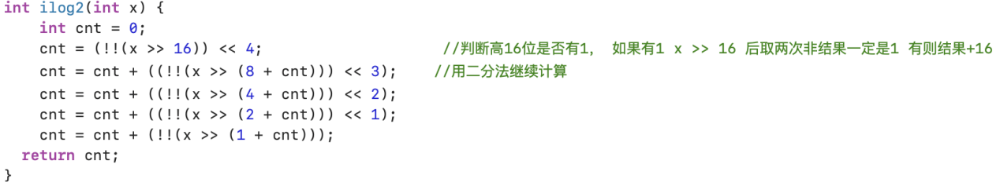 int ilog2(int x) {
    int cnt = 0;
    cnt = (!!(x >> 16)) << 4;                    //判断高16位是否有1， 如果有1 x >> 16 后取两次非结果一定是1 有则结果+16
    cnt = cnt + ((!!(x >> (8 + cnt))) << 3);    //用二分法继续计算
    cnt = cnt + ((!!(x >> (4 + cnt))) << 2);
    cnt = cnt + ((!!(x >> (2 + cnt))) << 1);
    cnt = cnt + (!!(x >> (1 + cnt)));
  return cnt;
}